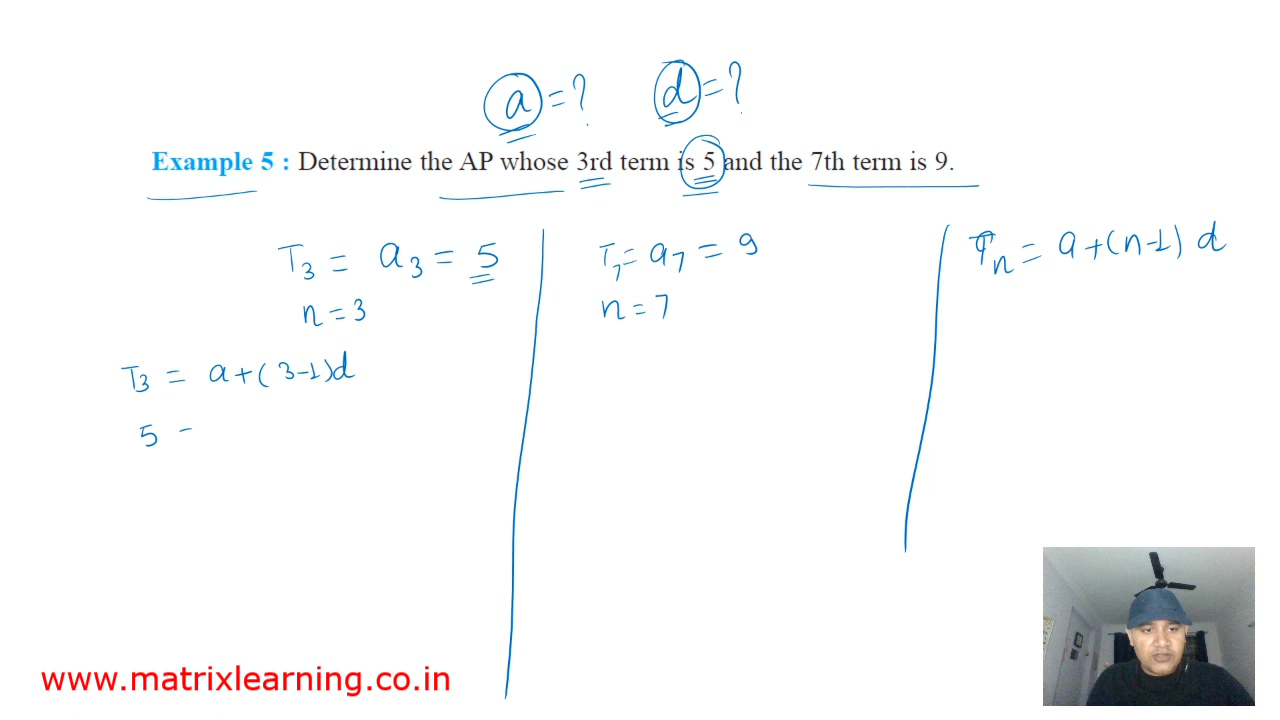 a = ? d = ?
Example 5 : Determine the AP whose 3rd term is 5 and the 7th term is 9.
T3 = a3 = 5
n = 3
T3 = a + (3-1)d
5 =
T7 = a7 = 9
n = 7
Tn = a + (n-1) d
www.matrixlearning.co.in